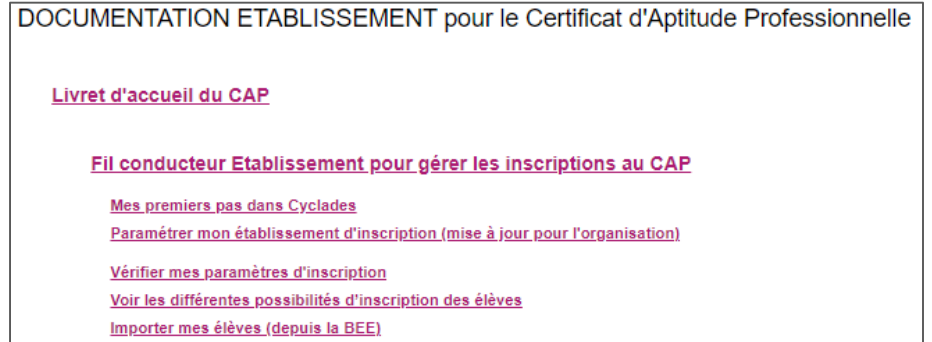 DOCUMENTATION ETABLISSEMENT pour le Certificat d'Aptitude Professionnelle
Livret d'accueil du CAP
Fil conducteur Etablissement pour gérer les inscriptions au CAP
Mes premiers pas dans Cyclades
Paramétrer mon établissement d'inscription (mise à jour pour l'organisation)
Vérifier mes paramètres d'inscription
Voir les différentes possibilités d'inscription des élèves
Importer mes élèves (depuis la BEE)